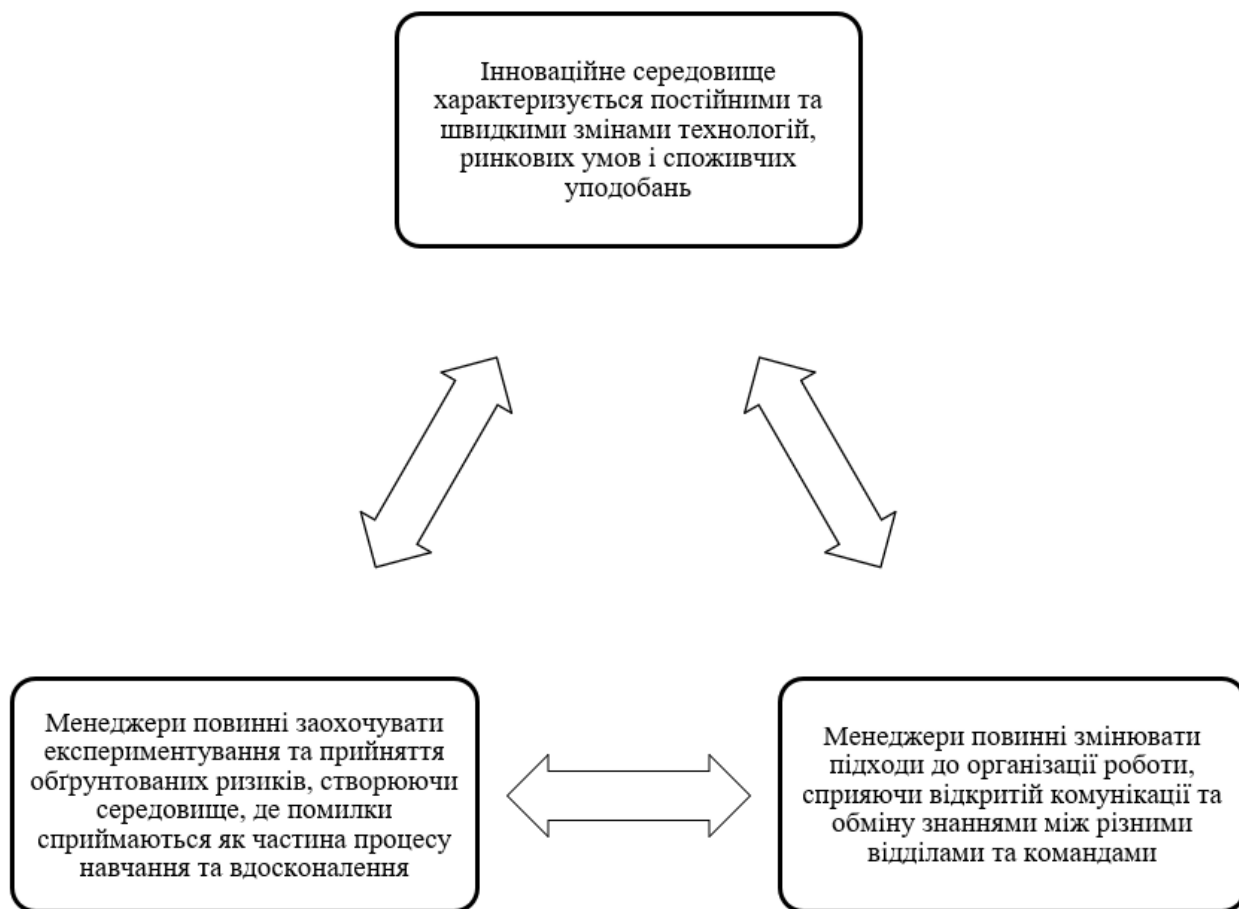 Інноваційне середовище
характеризується постійними та
швидкими змінами технологій,
ринкових умов і споживчих
уподобань
Менеджери повинні заохочувати
експериментування та прийняття
обґрунтованих ризиків, створюючи
середовище, де помилки
сприймаються як частина процесу
навчання та вдосконалення
Менеджери повинні змінювати
підходи до організації роботи,
сприяючи відкритій комунікації та
обміну знаннями між різними
відділами та командами